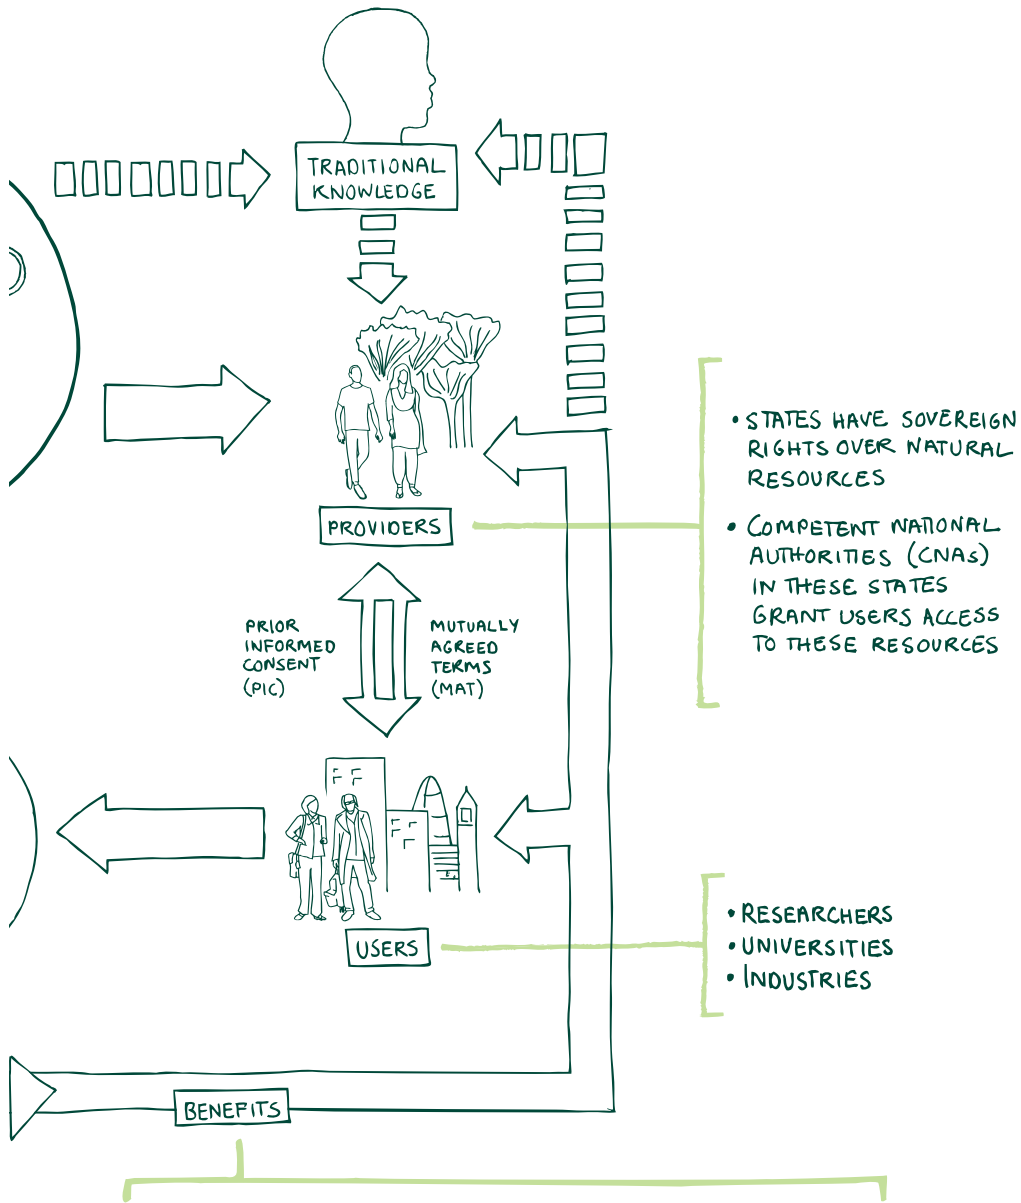 TRADITIONAL
KNOWLEDGE
• STATES HAVE SOVEREIGN
RIGHTS OVER NATURAL
RESOURCES
• COMPETENT NATIONAL
AUTHORITIES (CNAs)
IN THESE STATES
GRANT USERS ACCESS
TO THESE RESOURCES
PROVIDERS
PRIOR
INFORMED
CONSENT
(PIC)
MUTUALLY
AGREED
TERMS
(MAT)
USERS
• RESEARCHERS
• UNIVERSITIES
• INDUSTRIES
BENEFITS